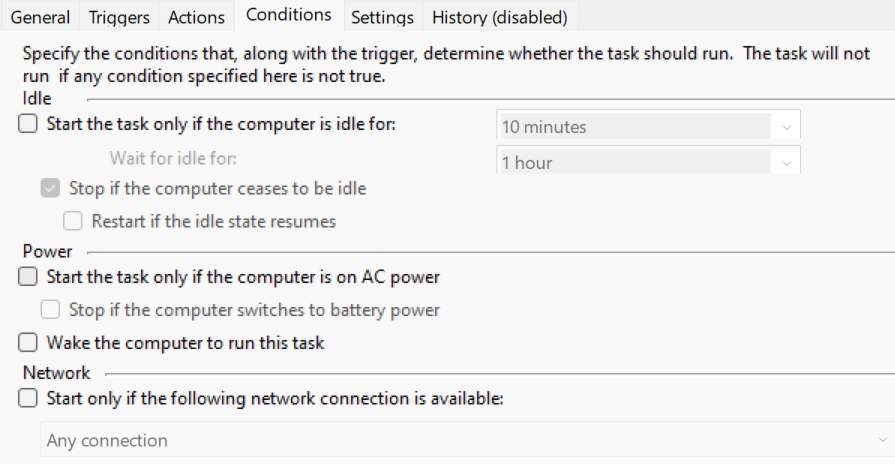 General Triggers Actions Conditions Settings History (disabled)
Specify the conditions that, along with the trigger, determine whether the task should run.  The task will not
run  if any condition specified here is not true.
Idle
Start the task only if the computer is idle for: 10 minutes
Wait for idle for: 1 hour
Stop if the computer ceases to be idle
Restart if the idle state resumes
Power
Start the task only if the computer is on AC power
Stop if the computer switches to battery power
Wake the computer to run this task
Network
Start only if the following network connection is available:
Any connection